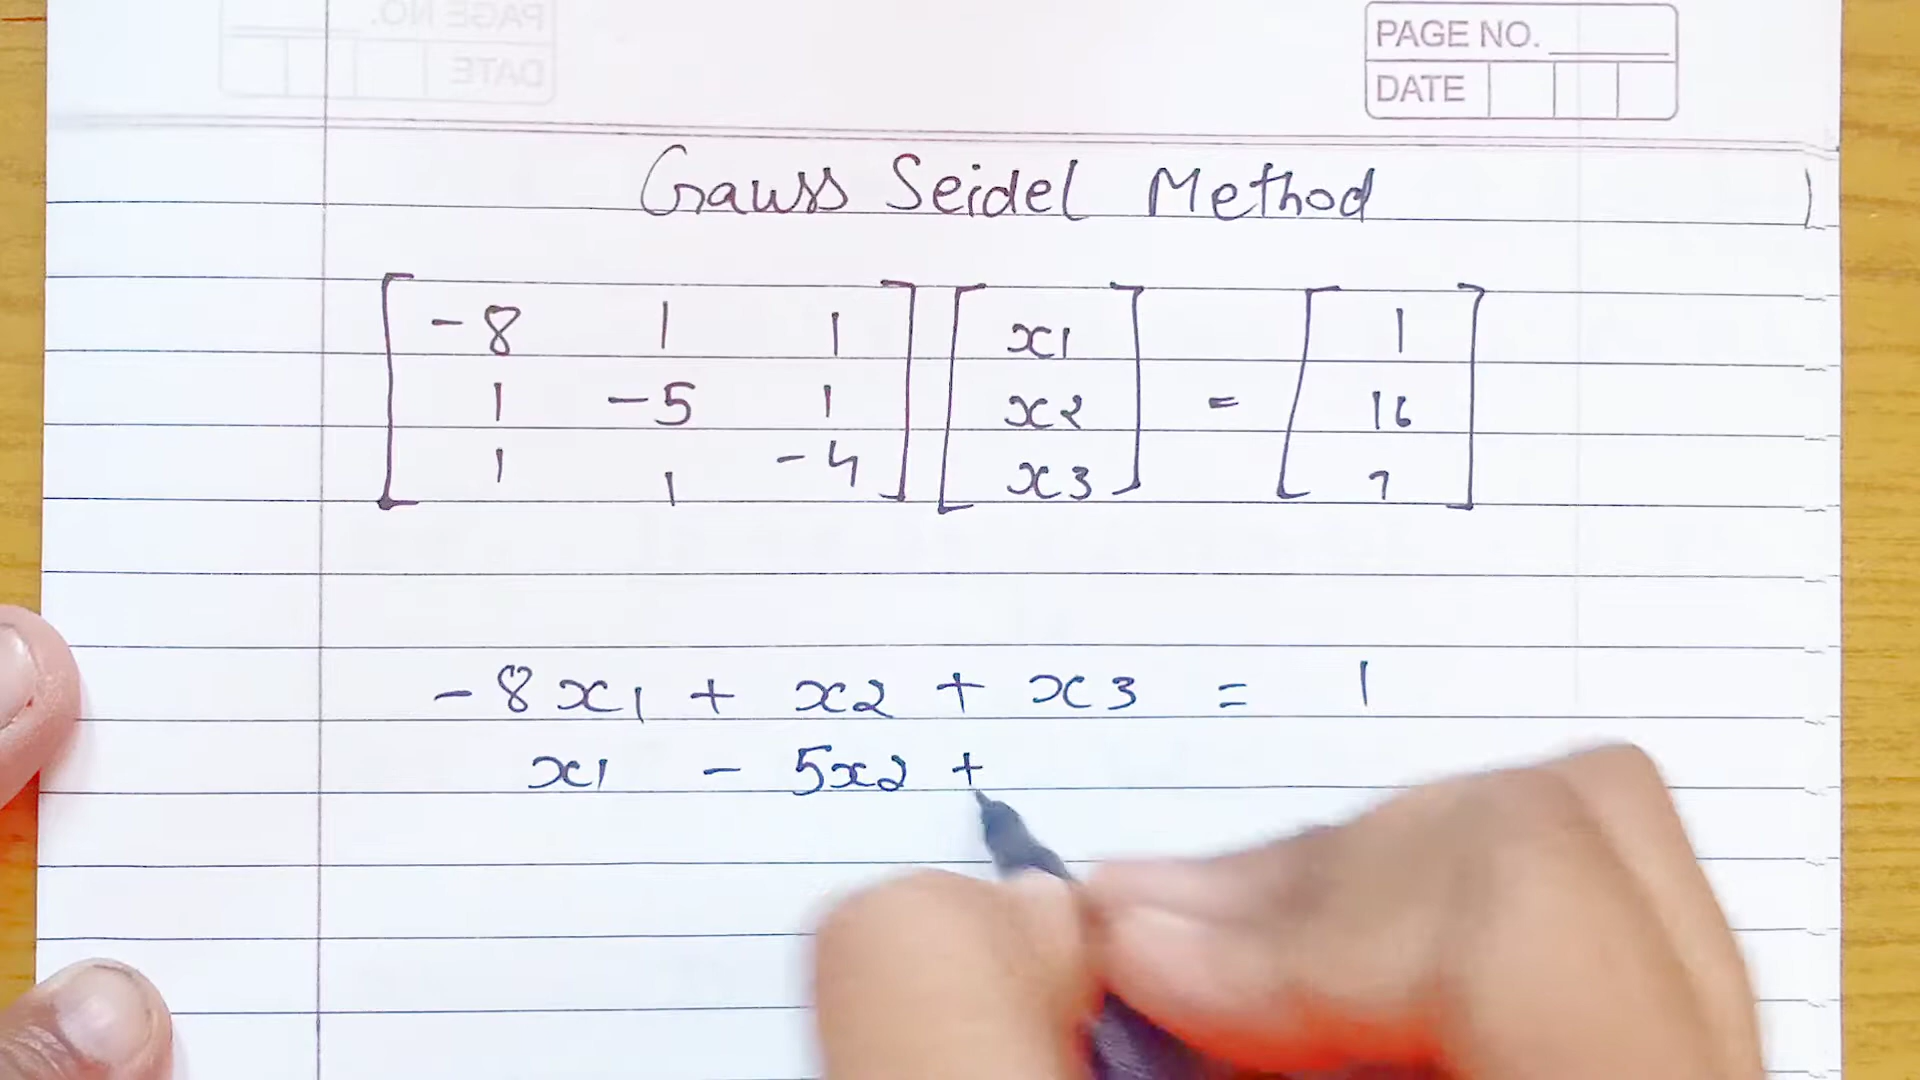 PAGE NO.
DATE
Gauss Seidel Method
-8 1 1 x1 1
1 -5 1 x2 = 16
1 1 -4 x3 7
-8x1 + x2 + x3 = 1
x1 - 5x2 +